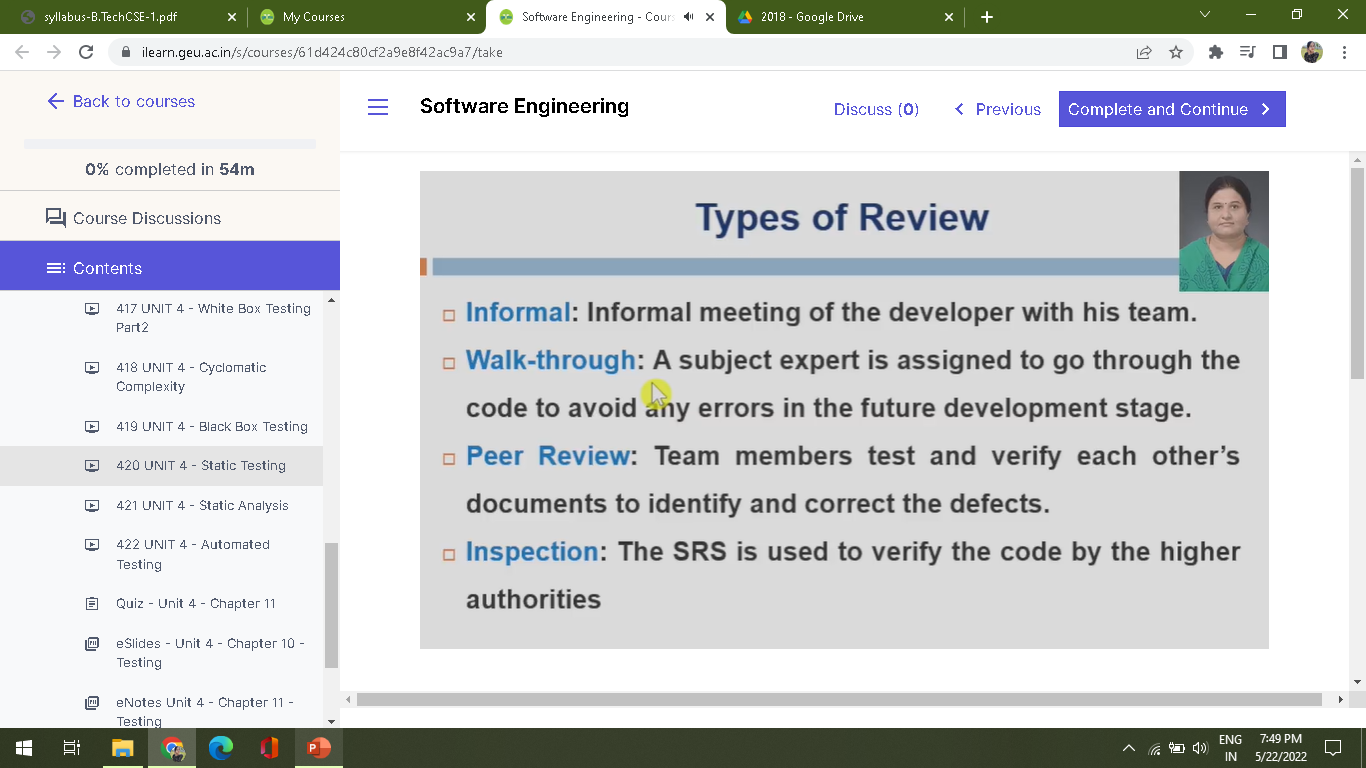 syllabus-B.TechCSE-1.pdf
My Courses
Software Engineering - Cour
2018 - Google Drive
ilearn.geu.ac.in/s/courses/61d424c80cf2a9e8f42ac9a7/take
Back to courses
0% completed in 54m
Course Discussions
Contents
417 UNIT 4 - White Box Testing
Part2
418 UNIT 4 - Cyclomatic
Complexity
419 UNIT 4 - Black Box Testing
420 UNIT 4 - Static Testing
421 UNIT 4 - Static Analysis
422 UNIT 4 - Automated
Testing
Quiz - Unit 4 - Chapter 11
eSlides - Unit 4 - Chapter 10 -
Testing
eNotes Unit 4 - Chapter 11 -
Testing
Software Engineering
Discuss (0)
Previous
Complete and Continue
Types of Review
Informal: Informal meeting of the developer with his team.
Walk-through: A subject expert is assigned to go through the
code to avoid any errors in the future development stage.
Peer Review: Team members test and verify each other's
documents to identify and correct the defects.
Inspection: The SRS is used to verify the code by the higher
authorities
ENG
IN
7:49 PM
5/22/2022